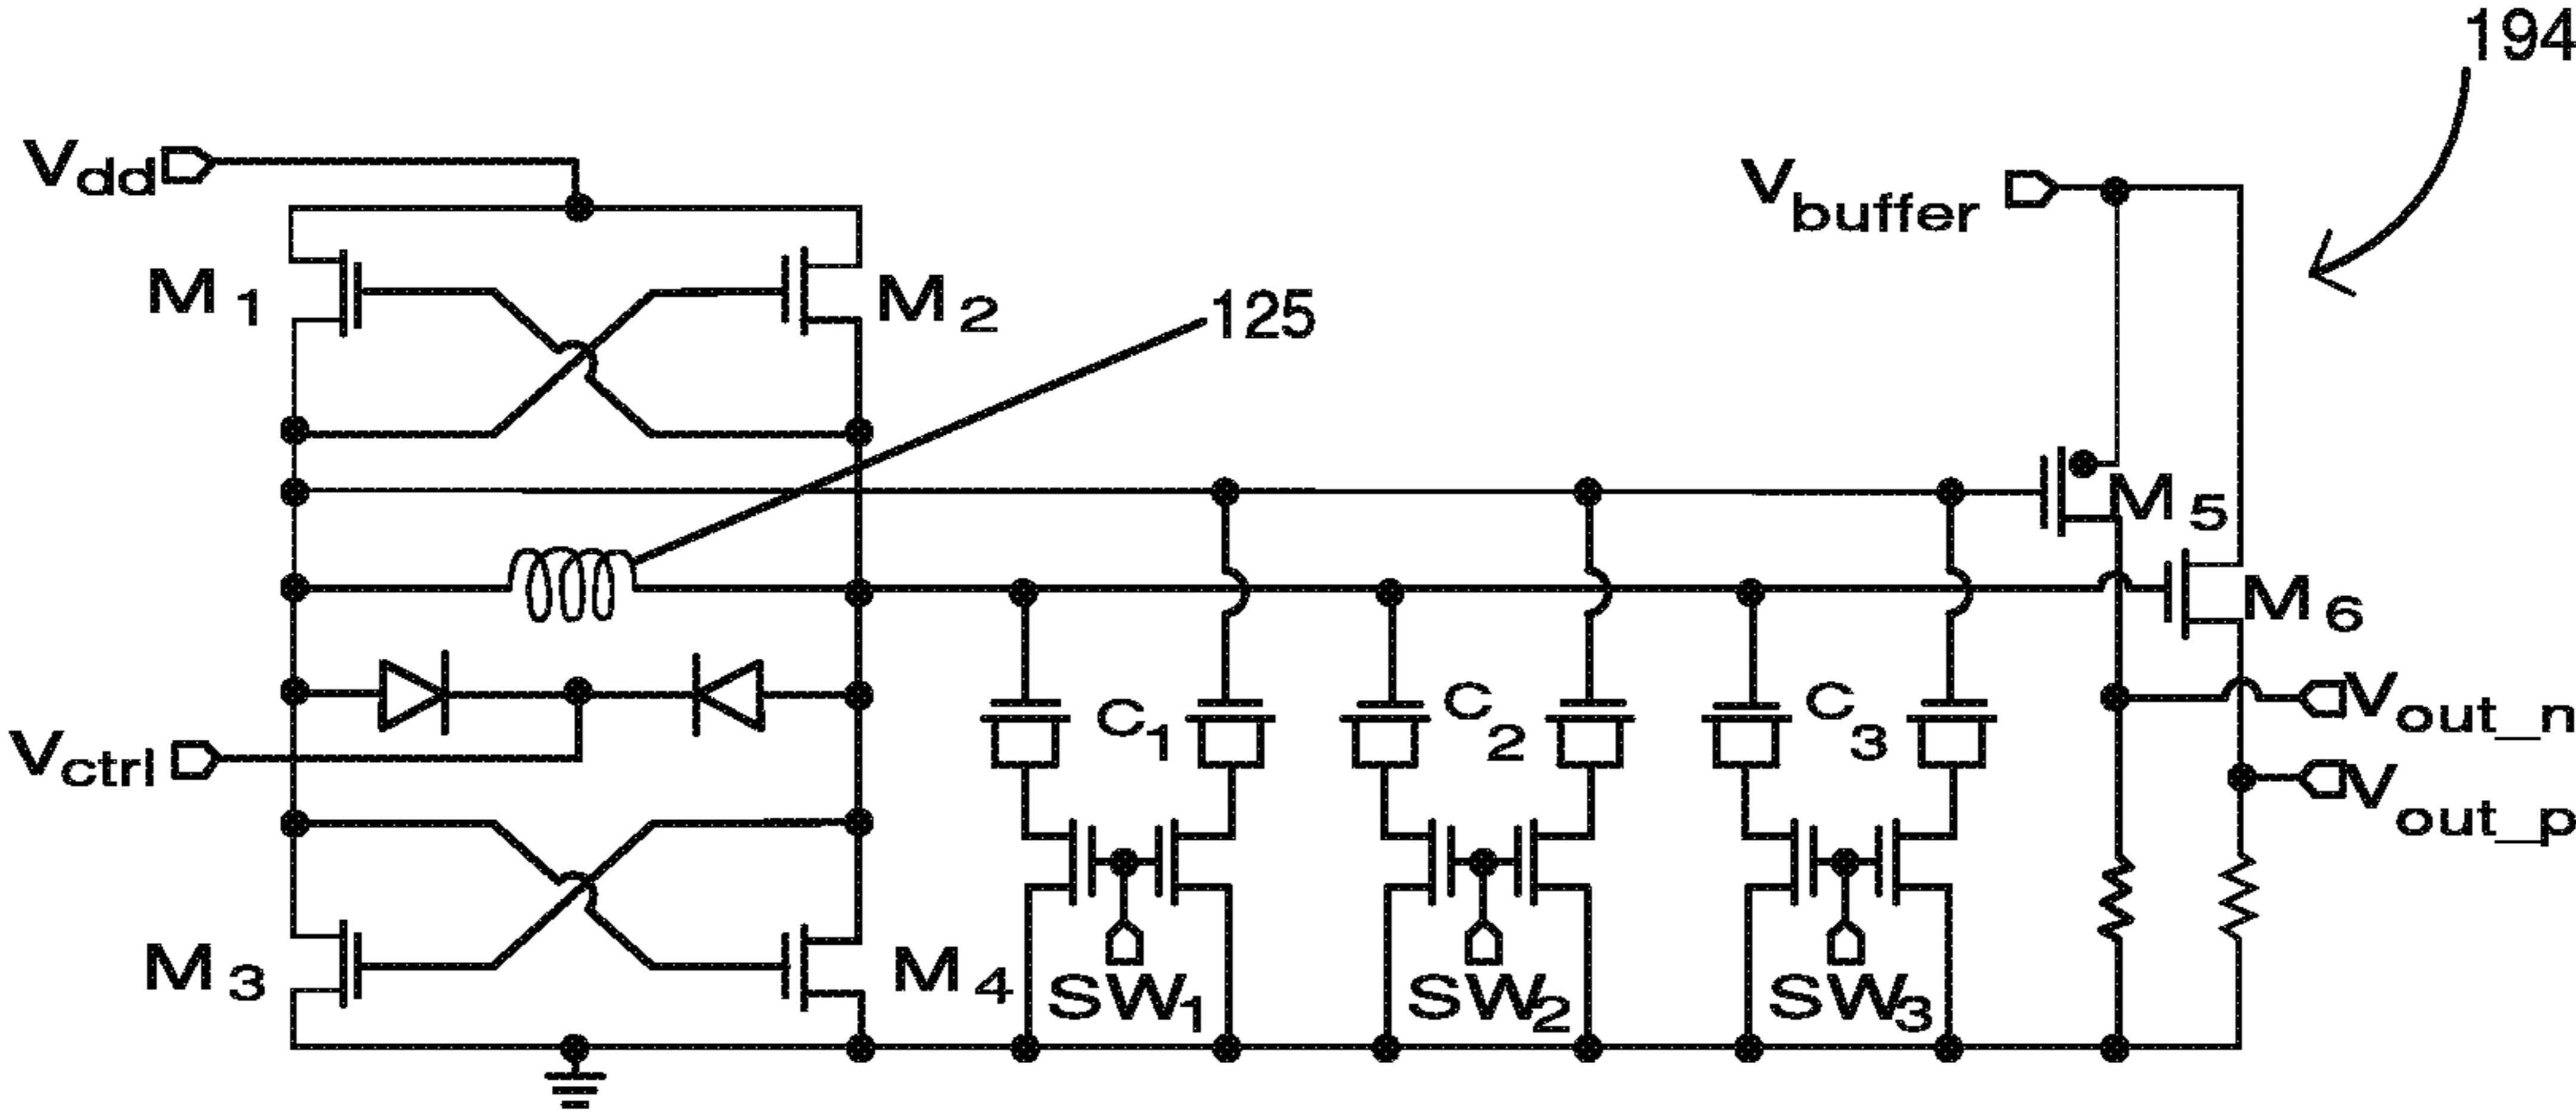 194
Vdd
Vbuffer
M1
M2
125
M5
M6
C1
C2
C3
Vout_n
Vctrl
Vout_p
M3
M4
SW1
SW2
SW3